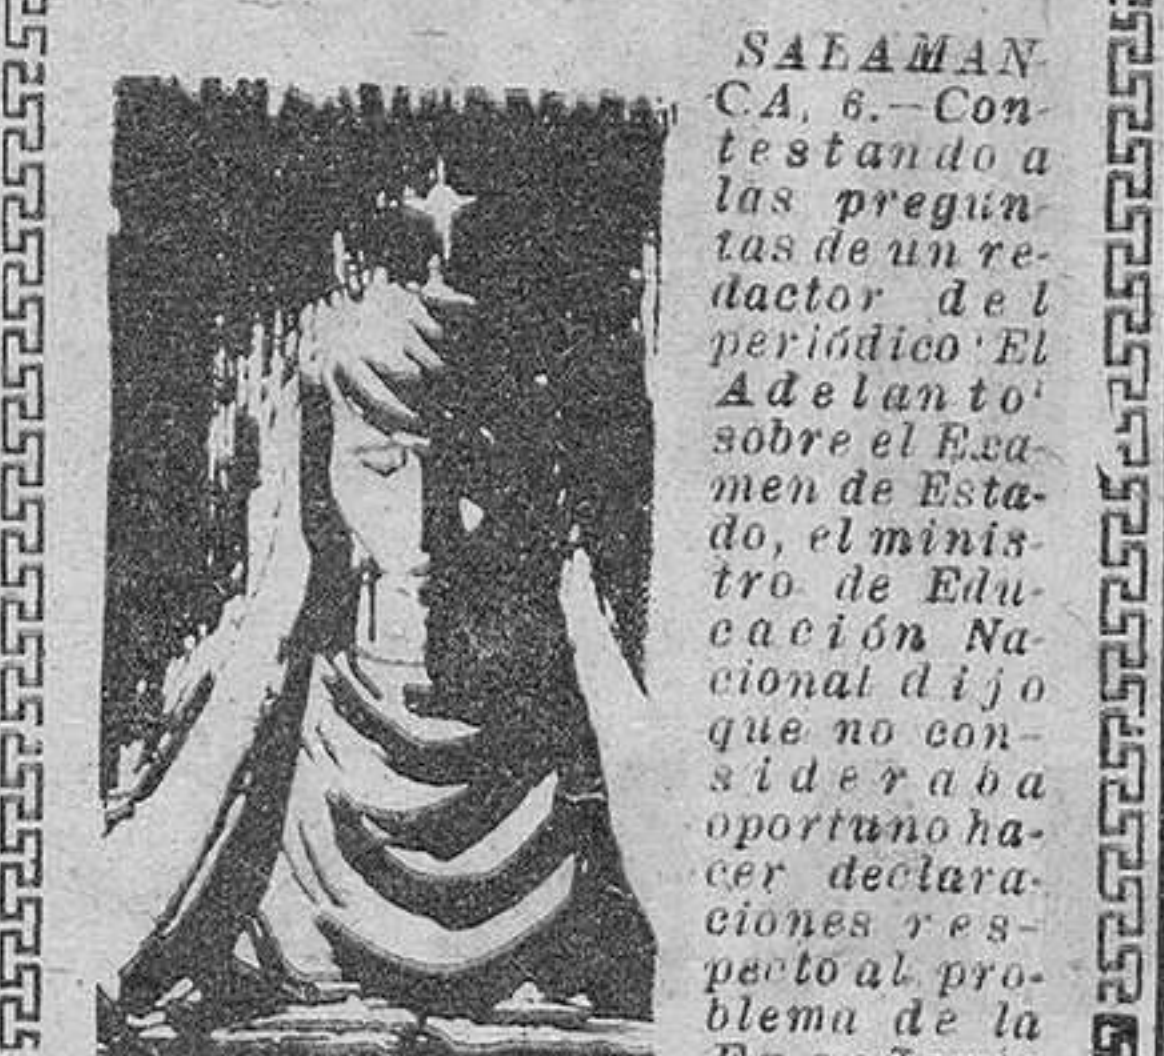 SALAMAN-
CA, 6.—Con-
testando a
las pregun-
tas de un re-
dactor del
periódico 'El
Adelanto'
sobre el Exa-
men de Esta-
do, el minis-
tro de Edu-
cación Na-
cional dijo
que no con-
sideraba
oportuno ha-
cer declara-
ciones res-
pecto al pro-
blema de la